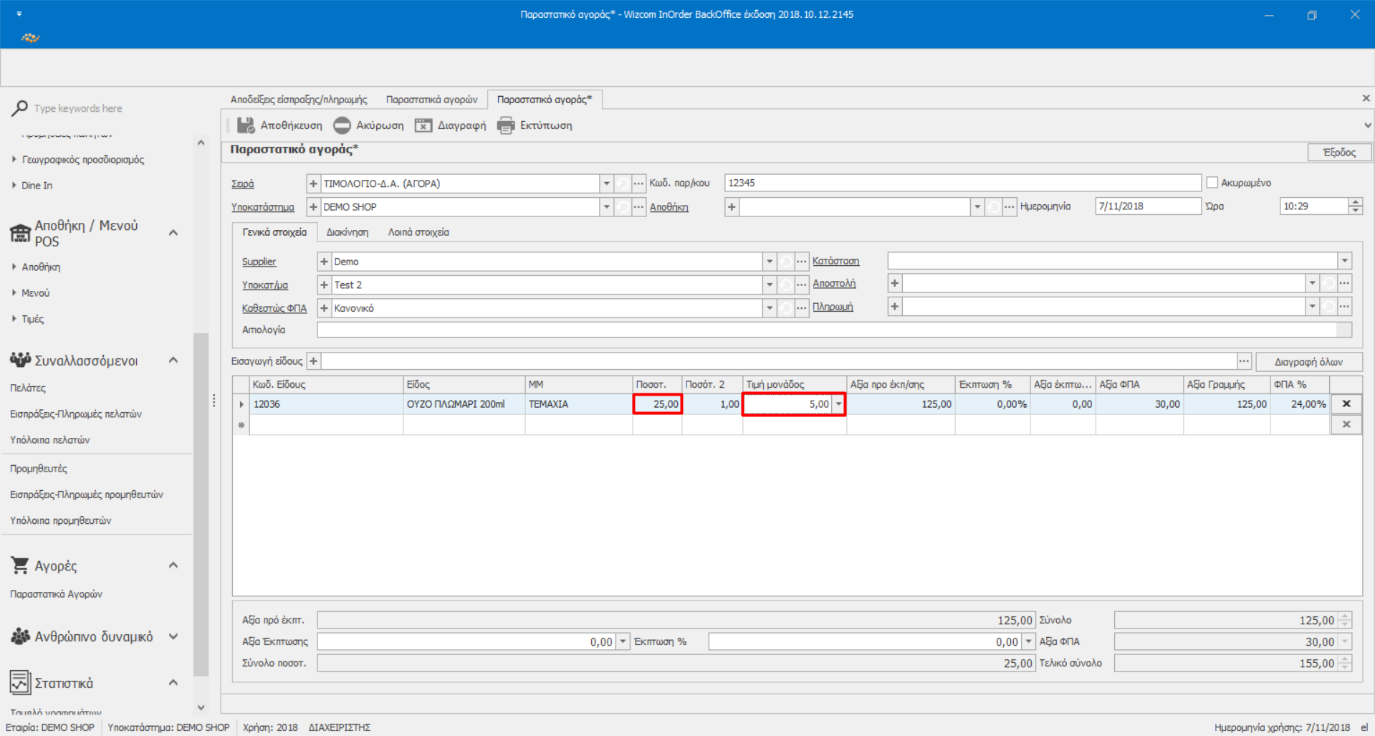 Παραστατικό αγοράς* - Wizcom InOrder BackOffice έκδοση 2018.10.12.2145
Type keywords here
Γεωγραφικός προσδιορισμός
Dine In
Αποθήκη / Μενού
POS
Αποθήκη
Μενού
Τιμές
Συναλλασσόμενοι
Πελάτες
Εισπράξεις-Πληρωμές πελατών
Υπόλοιπα πελατών
Προμηθευτές
Εισπράξεις-Πληρωμές προμηθευτών
Υπόλοιπα προμηθευτών
Αγορές
Παραστατικά Αγορών
Ανθρώπινο δυναμικό
Στατιστικά
Αποδείξεις είσπραξης/πληρωμής Παραστατικά αγορών Παραστατικό αγοράς*
Αποθήκευση Ακύρωση Διαγραφή Εκτύπωση
Παραστατικό αγοράς* Έξοδος
Σειρά ΤΙΜΟΛΟΓΙΟ-Δ.Α. (ΑΓΟΡΑ) Κωδ. παρ/κου 12345 Ακυρωμένο
Υποκατάστημα DEMO SHOP Αποθήκη Ημερομηνία 7/11/2018 Ώρα 10:29
Γενικά στοιχεία Διακίνηση Λοιπά στοιχεία
Supplier Demo Κατάσταση
Υποκατ/μα Test 2 Αποστολή
Καθεστώς ΦΠΑ Κανονικό Πληρωμή
Αιτιολογία
Εισαγωγή είδους Διαγραφή όλων
Κωδ. Είδους Είδος ΜΜ Ποσοτ. Ποσότ. 2 Τιμή μονάδος Αξία προ έκπ/σης Έκπτωση % Αξία έκπτω... Αξία ΦΠΑ Αξία Γραμμής ΦΠΑ %
12036 ΟΥΖΟ ΠΛΩΜΑΡΙ 200ml ΤΕΜΑΧΙΑ 25,00 1,00 5,00 125,00 0,00% 0,00 30,00 125,00 24,00%
Αξία πρό έκπτ. 125,00 Σύνολο 125,00
Αξία Έκπτωσης 0,00 Έκπτωση % 0,00 Αξία ΦΠΑ 30,00
Σύνολο ποσοτ. 25,00 Τελικό σύνολο 155,00
Εταιρία: DEMO SHOP Υποκατάστημα: DEMO SHOP Χρήση: 2018 ΔΙΑΧΕΙΡΙΣΤΗΣ Ημερομηνία χρήσης: 7/11/2018 el